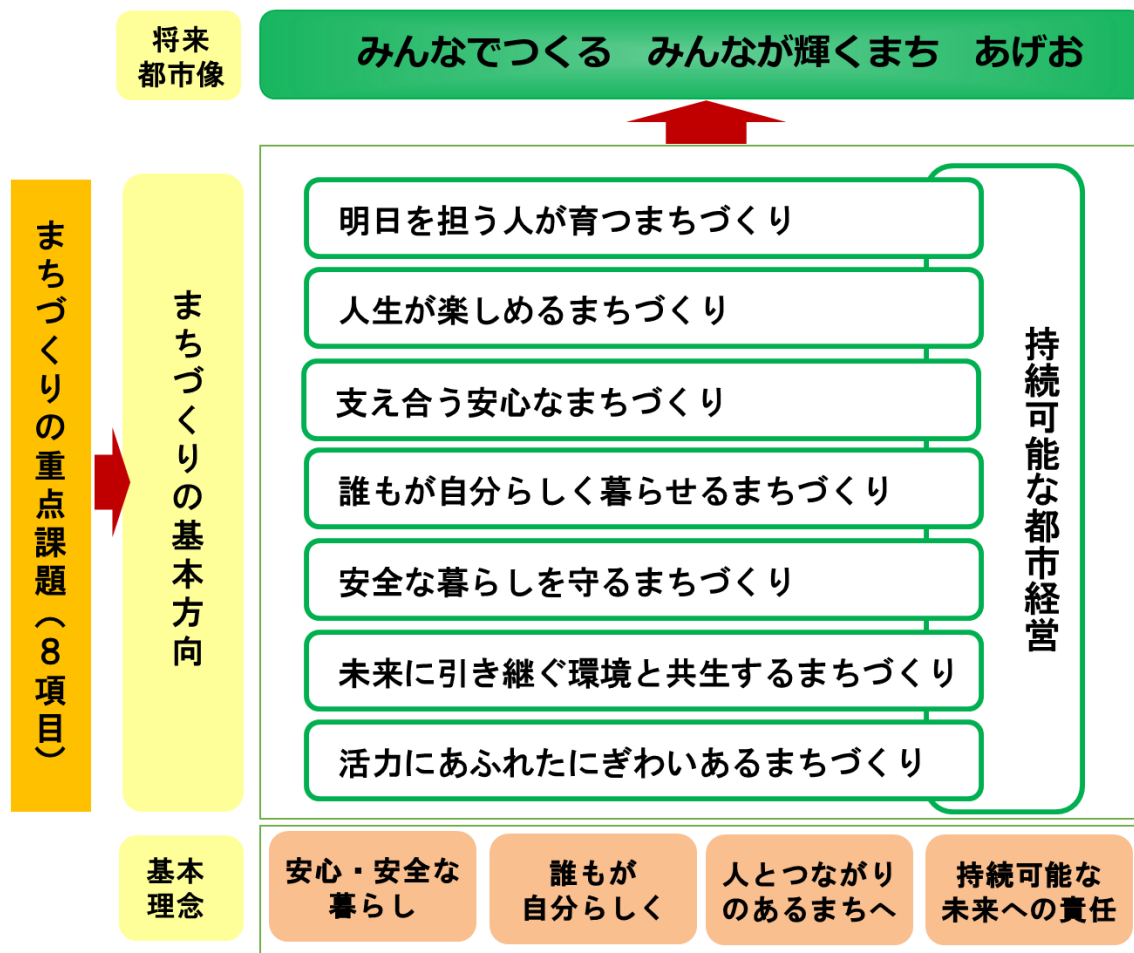 将来
都市像
みんなでつくる　みんなが輝くまち　あげお
まちづくりの重点課題（８項目）
まちづくりの基本方向
明日を担う人が育つまちづくり
人生が楽しめるまちづくり
支え合う安心なまちづくり
誰もが自分らしく暮らせるまちづくり
安全な暮らしを守るまちづくり
未来に引き継ぐ環境と共生するまちづくり
活力にあふれたにぎわいあるまちづくり
持続可能な都市経営
基本
理念
安心・安全な
暮らし
誰もが
自分らしく
人とつながり
のあるまちへ
持続可能な
未来への責任